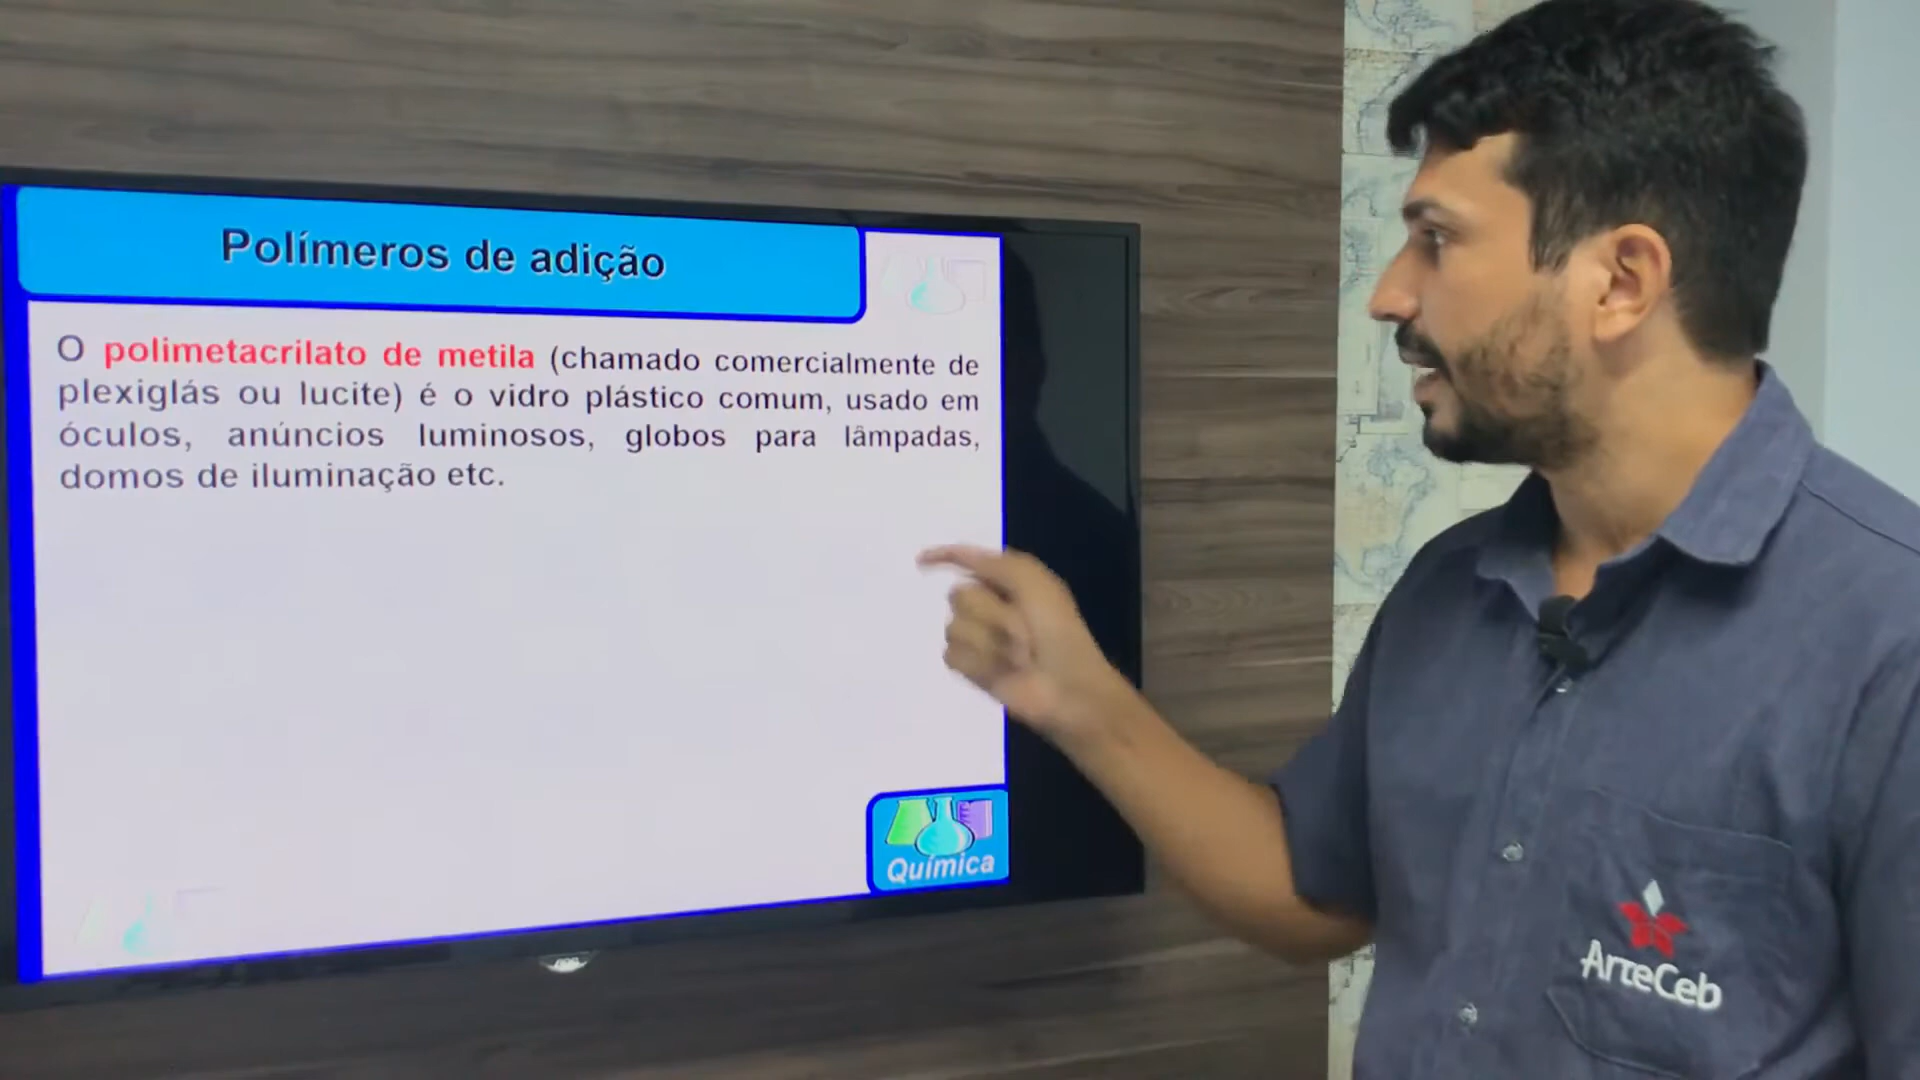 Polímeros de adição
O polimetacrilato de metila (chamado comercialmente de
plexiglás ou lucite) é o vidro plástico comum, usado em
óculos, anúncios luminosos, globos para lâmpadas,
domos de iluminação etc.
Química
ArteCeb